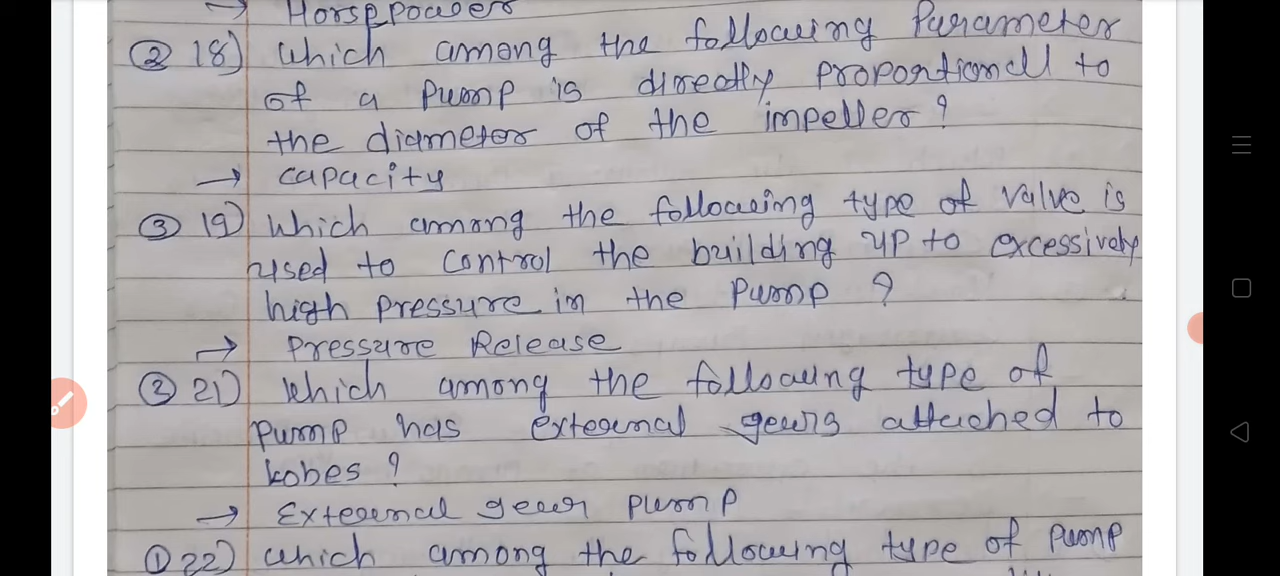 → Horseppower
② 18) which among the following Parameter
of a pump is directly proportional to
the diameter of the impeller ?
→ capacity
③ 19) Which among the following type of valve is
used to control the building up to excessively
high pressure in the pump ?
→ Pressure Release
③ 21) which among the following type of
pump has external gears attached to
kobes ?
→ External gear pump
① 22) which among the following type of pump